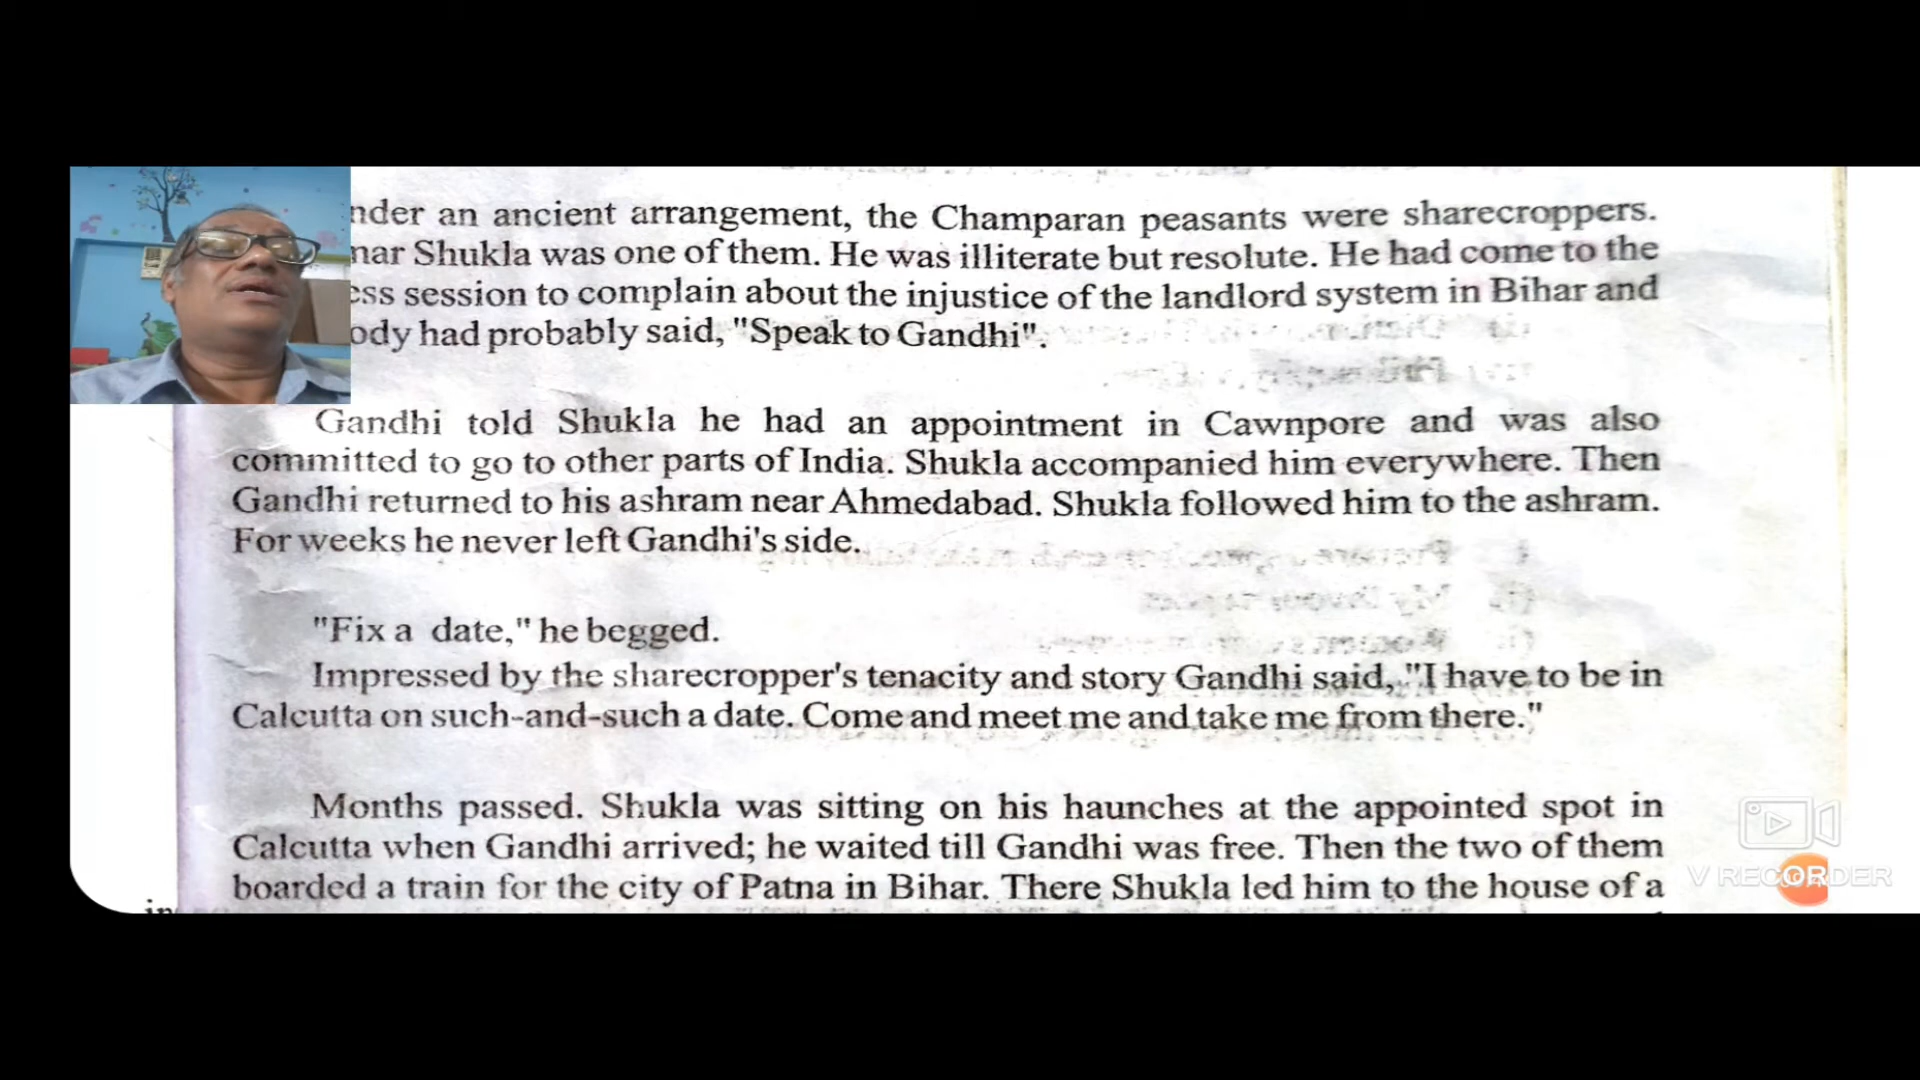 nder an ancient arrangement, the Champaran peasants were sharecroppers.
nar Shukla was one of them. He was illiterate but resolute. He had come to the
ess session to complain about the injustice of the landlord system in Bihar and
ody had probably said, "Speak to Gandhi".
Gandhi told Shukla he had an appointment in Cawnpore and was also
committed to go to other parts of India. Shukla accompanied him everywhere. Then
Gandhi returned to his ashram near Ahmedabad. Shukla followed him to the ashram.
For weeks he never left Gandhi's side.
"Fix a date," he begged.
Impressed by the sharecropper's tenacity and story Gandhi said, "I have to be in
Calcutta on such-and-such a date. Come and meet me and take me from there."
Months passed. Shukla was sitting on his haunches at the appointed spot in
Calcutta when Gandhi arrived; he waited till Gandhi was free. Then the two of them
boarded a train for the city of Patna in Bihar. There Shukla led him to the house of a
V RECORDER